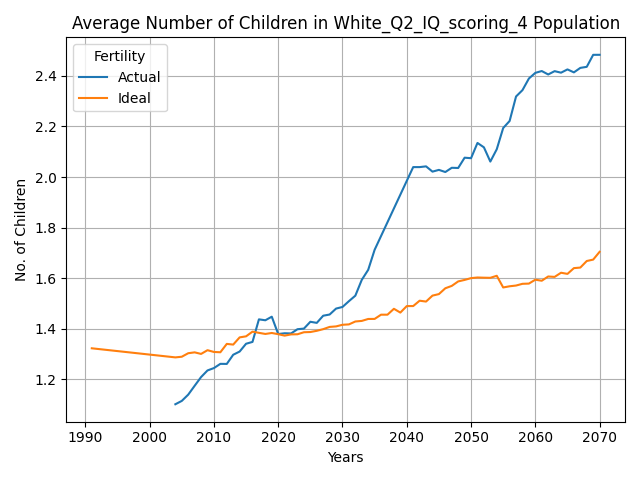 Average Number of Children in White_Q2_IQ_scoring_4 Population
Fertility
Actual
Ideal
No. of Children
2.4
2.2
2.0
1.8
1.6
1.4
1.2
1990 2000 2010 2020 2030 2040 2050 2060 2070
Years